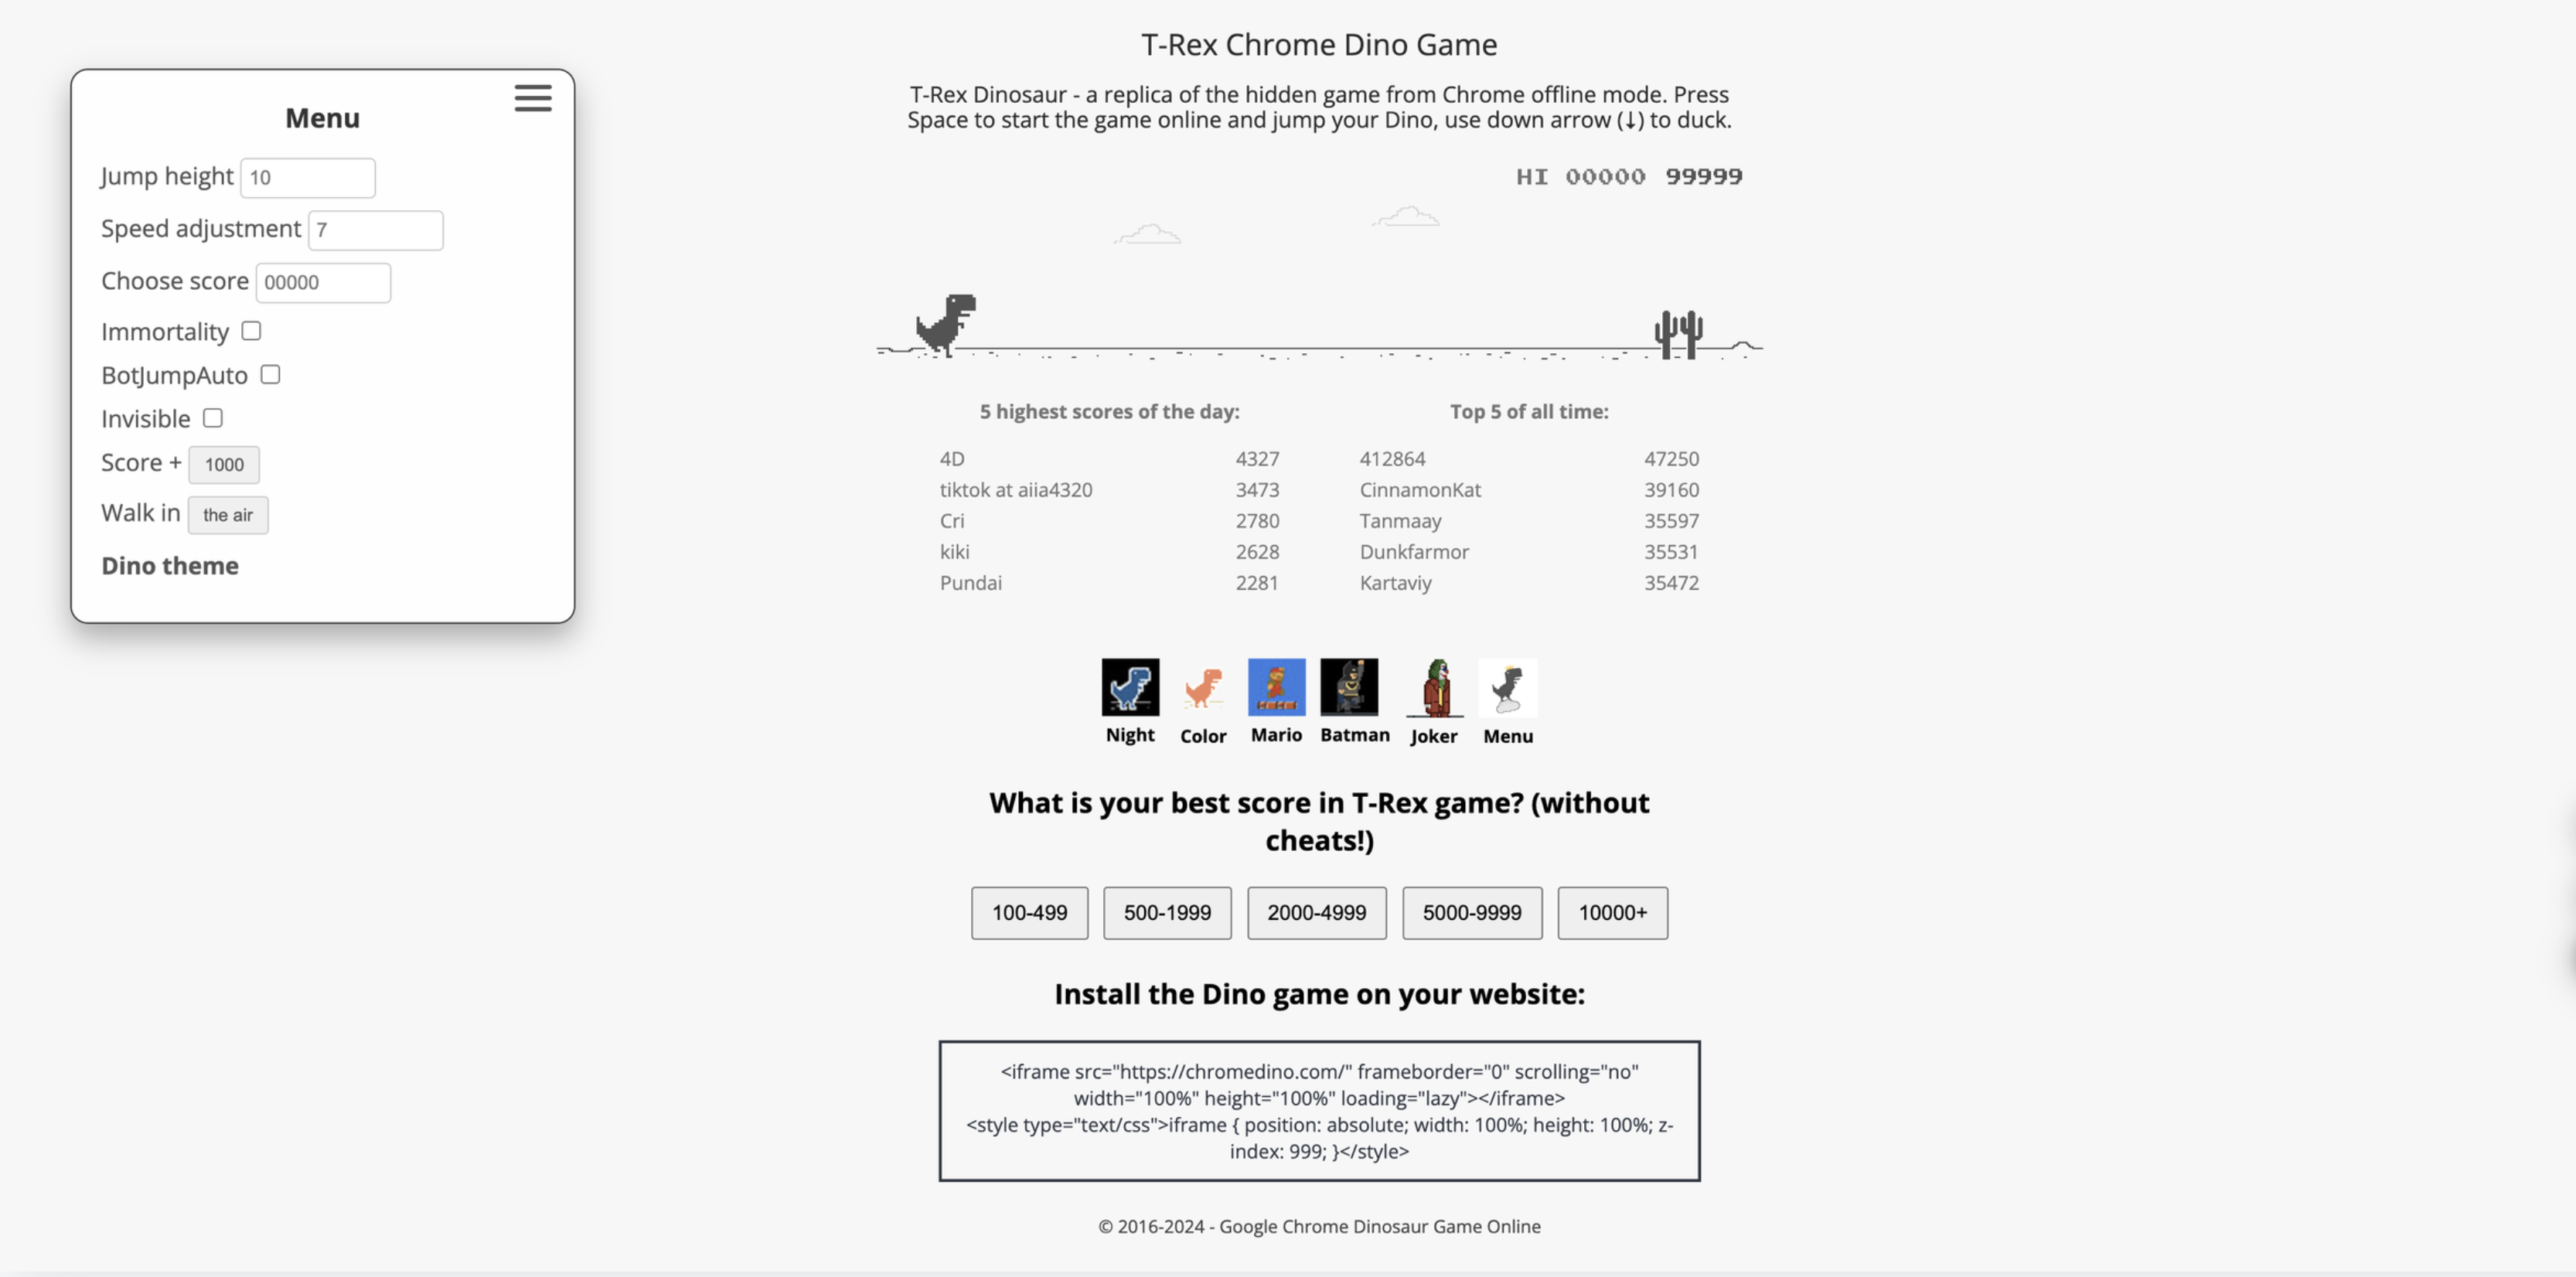 T-Rex Chrome Dino Game
T-Rex Dinosaur - a replica of the hidden game from Chrome offline mode. Press
Space to start the game online and jump your Dino, use down arrow (↓) to duck.
Menu
Jump height 10
Speed adjustment 7
Choose score 00000
Immortality
BotJumpAuto
Invisible
Score + 1000
Walk in the air
Dino theme
HI 00000 99999
5 highest scores of the day:
4D 4327
tiktok at aiia4320 3473
Cri 2780
kiki 2628
Pundai 2281
Top 5 of all time:
412864 47250
CinnamonKat 39160
Tanmaay 35597
Dunkfarmor 35531
Kartaviy 35472
Night Color Mario Batman Joker Menu
What is your best score in T-Rex game? (without
cheats!)
100-499 500-1999 2000-4999 5000-9999 10000+
Install the Dino game on your website:
<iframe src="https://chromedino.com/" frameborder="0" scrolling="no"
width="100%" height="100%" loading="lazy"></iframe>
<style type="text/css">iframe { position: absolute; width: 100%; height: 100%; z-
index: 999; }</style>
© 2016-2024 - Google Chrome Dinosaur Game Online